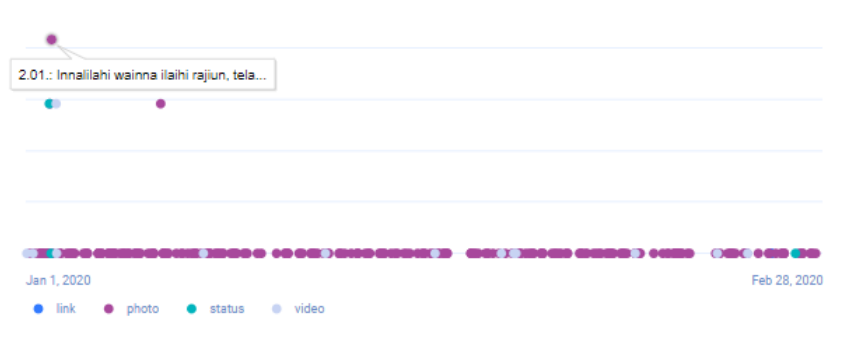 2.01.: Innalilahi wainna ilaihi rajiun, tela...
Jan 1, 2020 Feb 28, 2020
link photo status video